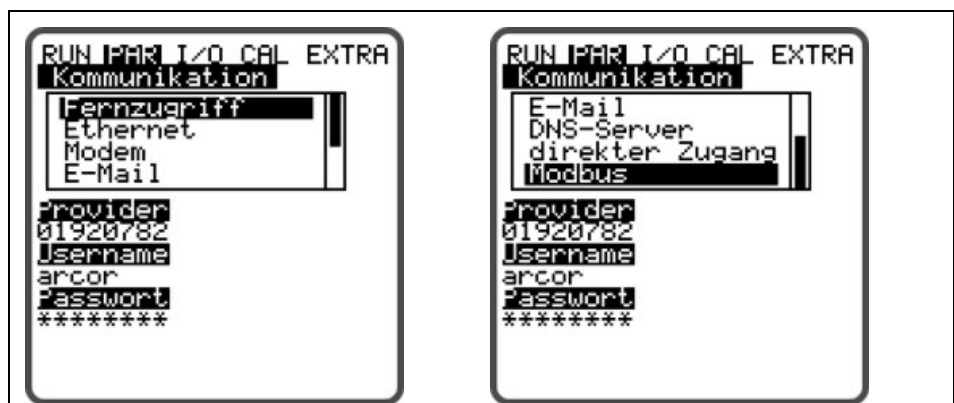 RUN PAR I/O CAL EXTRA
Kommunikation
Fernzugriff
Ethernet
Modem
E-Mail
Provider
01920782
Username
arcor
Passwort
********
RUN PAR I/O CAL EXTRA
Kommunikation
E-Mail
DNS-Server
direkter Zugang
Modbus
Provider
01920782
Username
arcor
Passwort
********